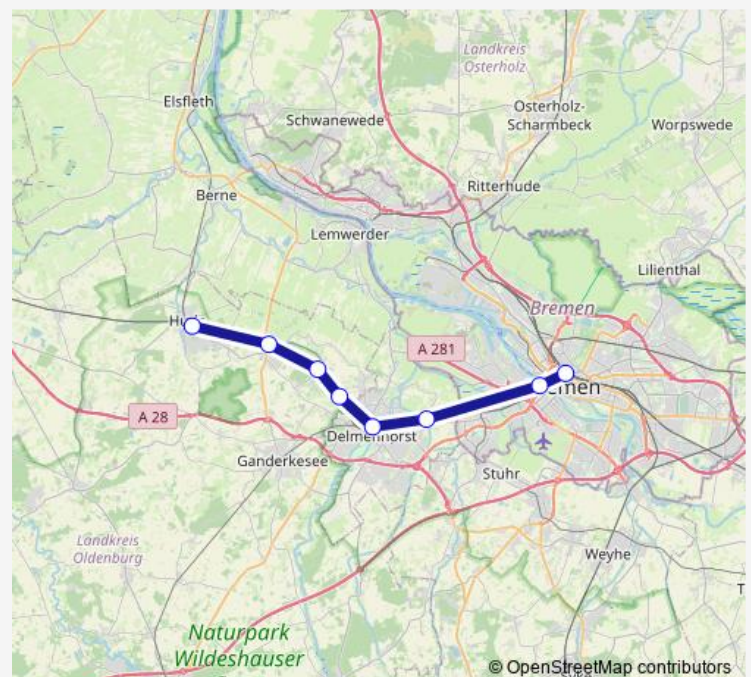 Landkreis
Osterholz
Elsfleth
Schwanewede
Osterholz-
Scharmbeck
Worpswede
Ritterhude
Berne
Lemwerder
Lilienthal
Bremen
A 281
A 28
Delmenhorst
Ganderkesee
Stuhr
Landkreis
Oldenburg
Weyhe
Naturpark
Wildeshauser
© OpenStreetMap contributors